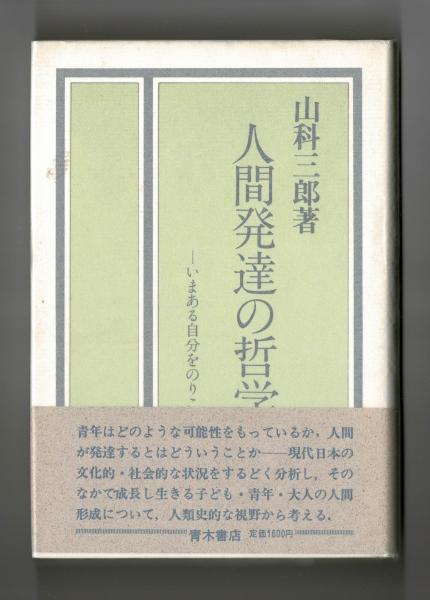 山科三郎著
人間発達の哲学
―いまある自分をのりこ
青年はどのような可能性をもっているか，人間
が発達するとはどういうことか――現代日本の
文化的・社会的な状況をするどく分析し，その
なかで成長し生きる子ども・青年・大人の人間
形成について，人類史的な視野から考える．
青木書店 定価1600円